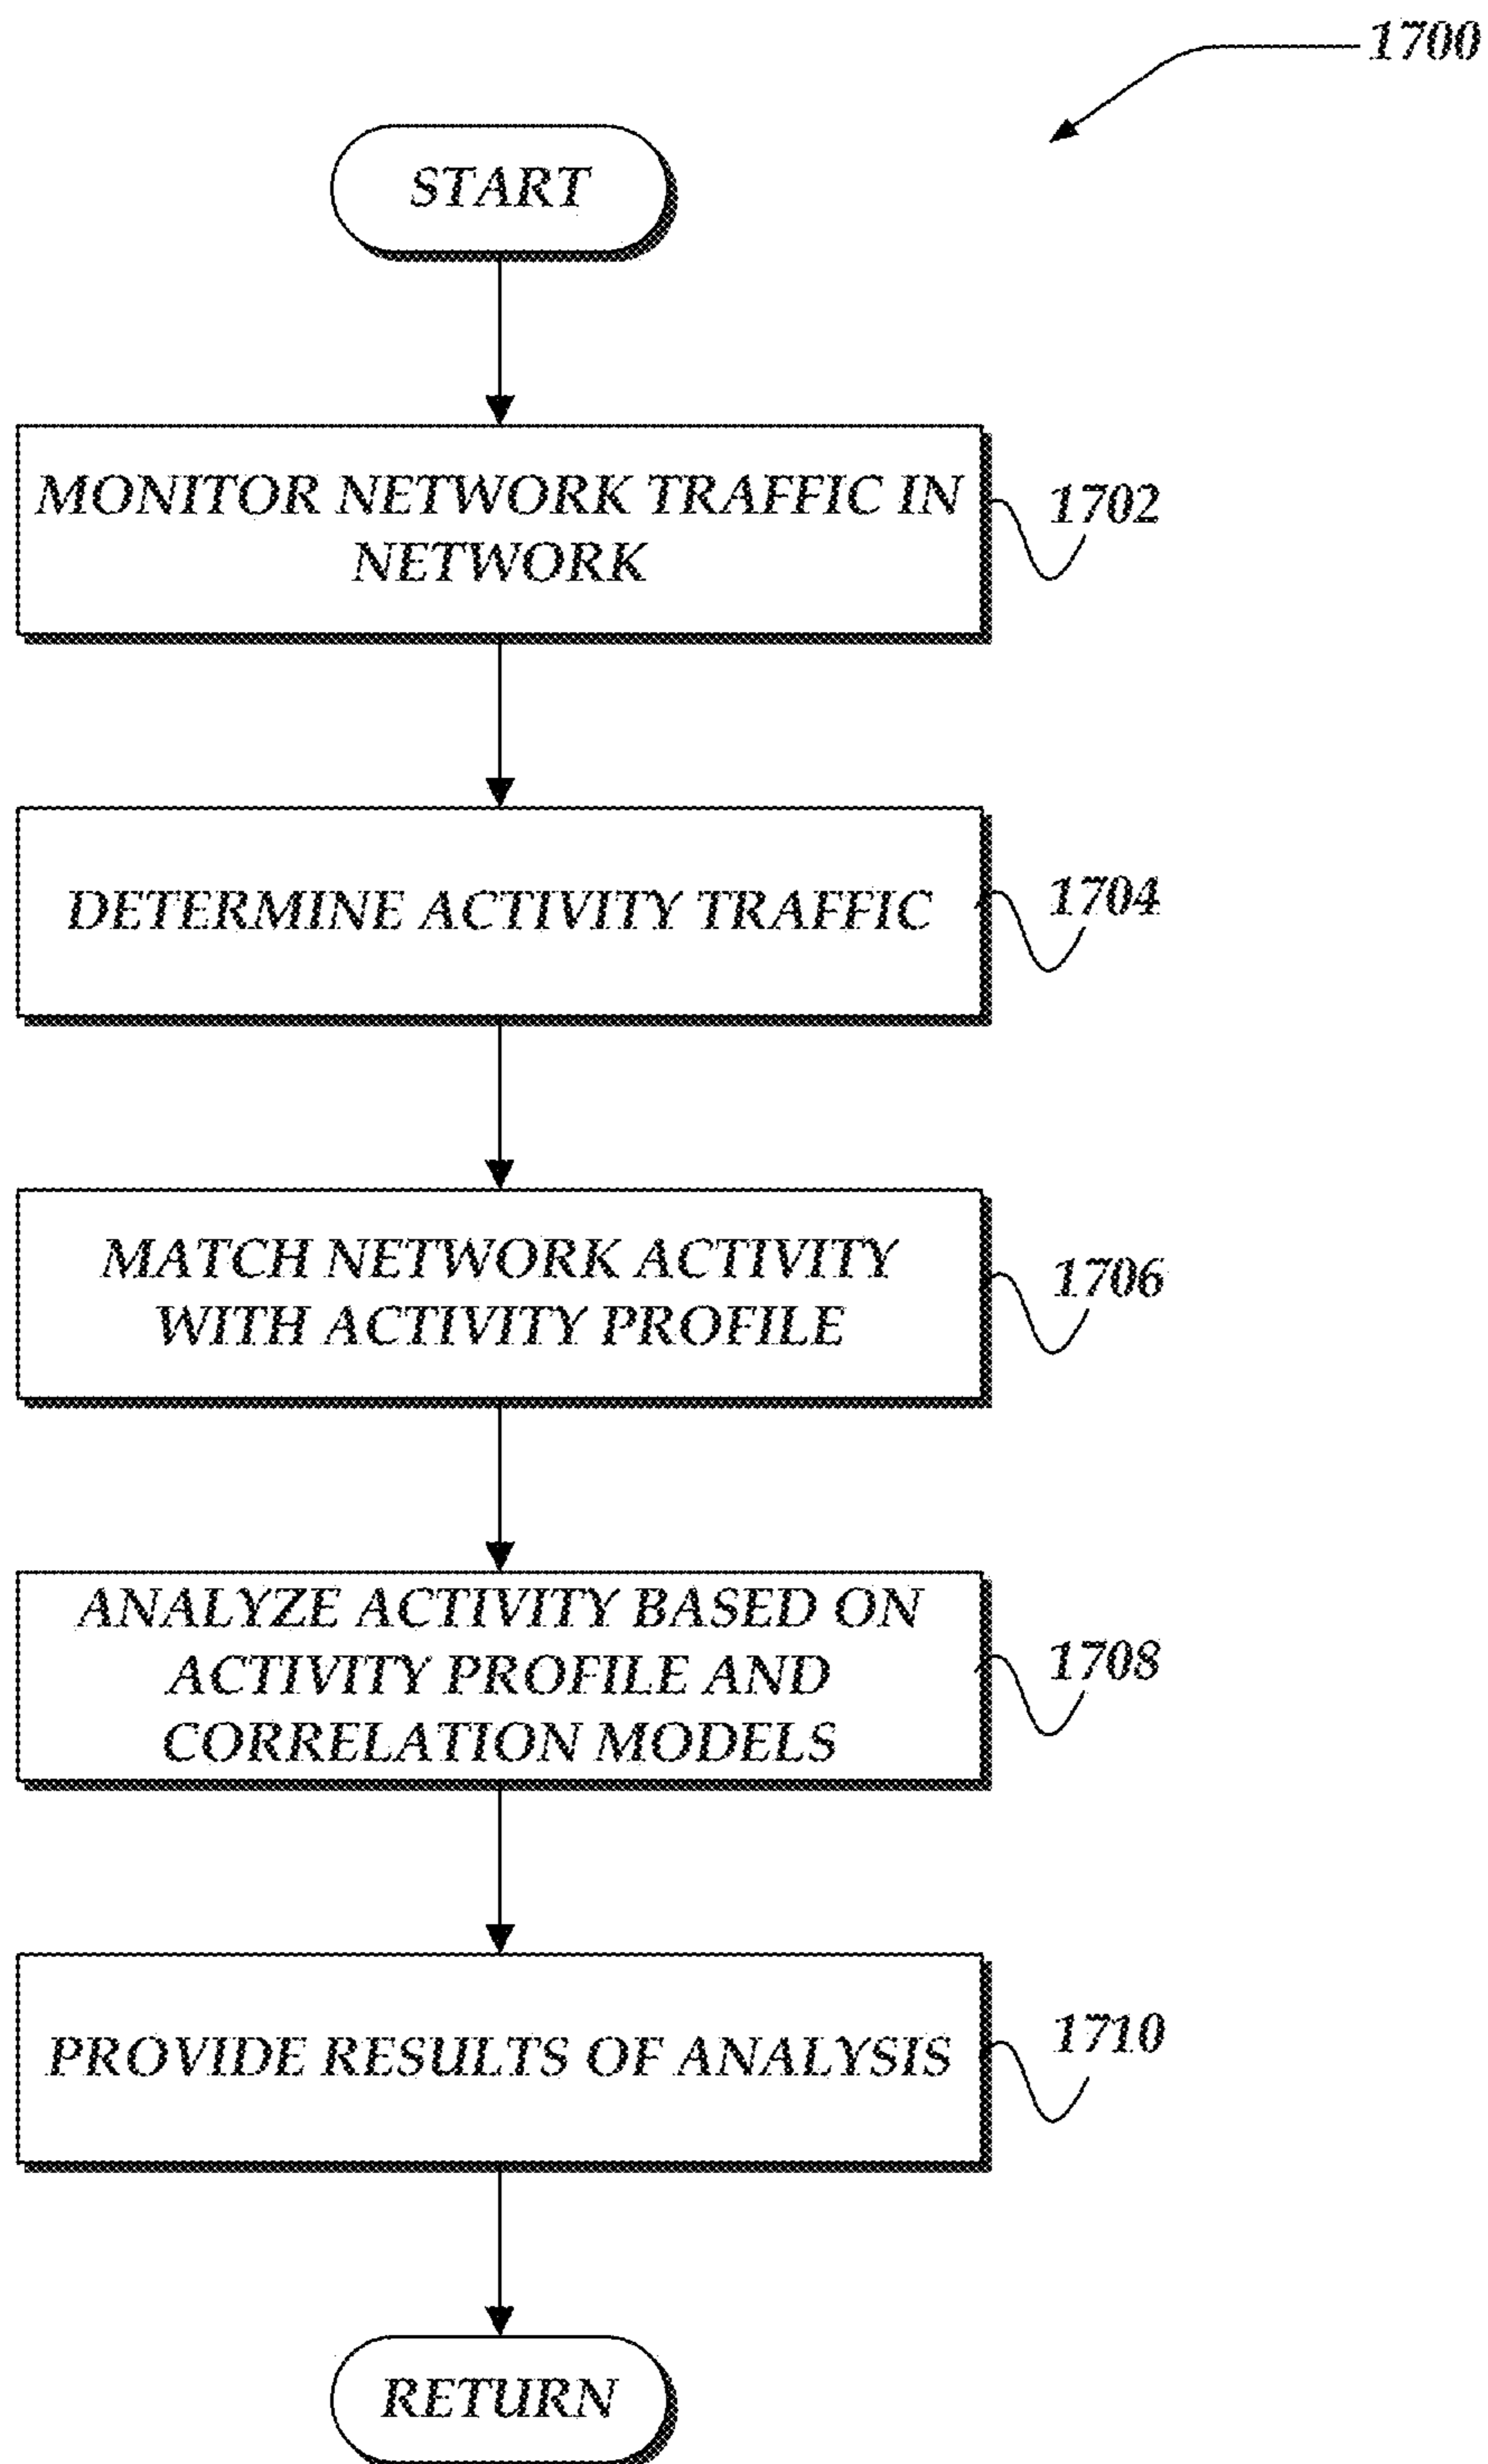 1700
START
MONITOR NETWORK TRAFFIC IN
NETWORK
1702
DETERMINE ACTIVITY TRAFFIC
1704
MATCH NETWORK ACTIVITY
WITH ACTIVITY PROFILE
1706
ANALYZE ACTIVITY BASED ON
ACTIVITY PROFILE AND
CORRELATION MODELS
1708
PROVIDE RESULTS OF ANALYSIS
1710
RETURN